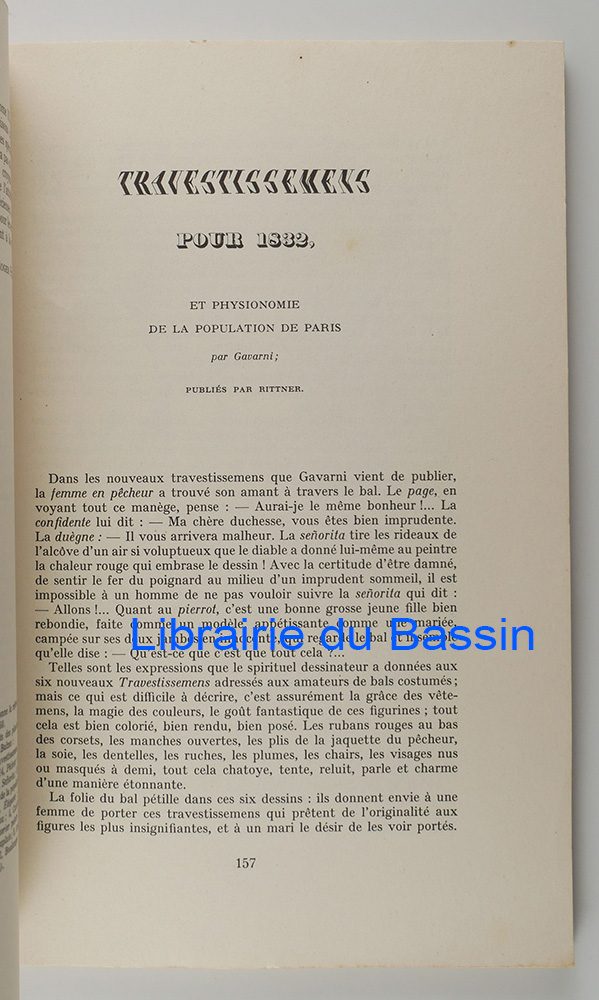 TRAVESTISSEMENS
POUR 1832,
ET PHYSIONOMIE
DE LA POPULATION DE PARIS
par Gavarni;
PUBLIÉS PAR RITTNER.
Dans les nouveaux travestissemens que Gavarni vient de publier,
la femme en pêcheur a trouvé son amant à travers le bal. Le page, en
voyant tout ce manège, pense : — Aurai-je le même bonheur !... La
confidente lui dit : — Ma chère duchesse, vous êtes bien imprudente.
La duègne : — Il vous arrivera malheur. La señorita tire les rideaux de
l'alcôve d'un air si voluptueux que le diable a donné lui-même au peintre
la chaleur rouge qui embrase le dessin ! Avec la certitude d'être damné,
de sentir le fer du poignard au milieu d'un imprudent sommeil, il est
impossible à un homme de ne pas vouloir suivre la señorita qui dit :
— Allons !... Quant au pierrot, c'est une bonne grosse jeune fille bien
rebondie, faite comme un modèle, appétissante comme une mariée,
campée sur ses deux jambes en innocente, qui regarde le bal et il semble
qu'elle dise : — Qu'est-ce que c'est que tout cela ?...
Librairie du Bassin
Telles sont les expressions que le spirituel dessinateur a données aux
six nouveaux Travestissemens adressés aux amateurs de bals costumés ;
mais ce qui est difficile à décrire, c'est assurément la grâce des vête-
mens, la magie des couleurs, le goût fantastique de ces figurines ; tout
cela est bien colorié, bien rendu, bien posé. Les rubans rouges au bas
des corsets, les manches ouvertes, les plis de la jaquette du pêcheur,
la soie, les dentelles, les ruches, les plumes, les chairs, les visages nus
ou masqués à demi, tout cela chatoye, tente, reluit, parle et charme
d'une manière étonnante.
La folie du bal pétille dans ces six dessins : ils donnent envie à une
femme de porter ces travestissemens qui prêtent de l'originalité aux
figures les plus insignifiantes, et à un mari le désir de les voir portés.
157